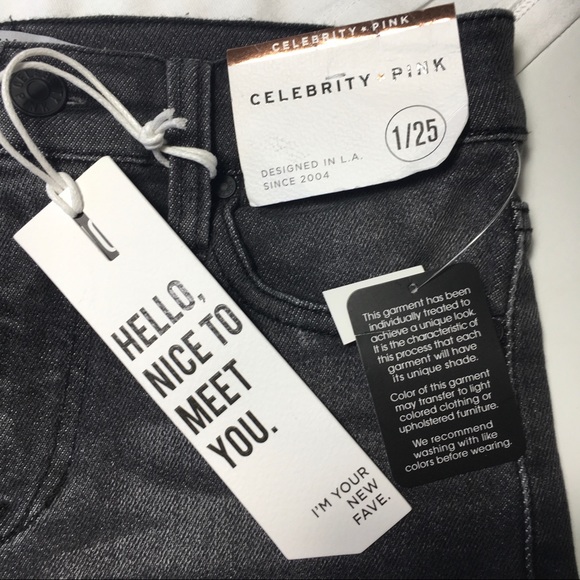 CELEBRITY ★ PINK
CELEBRITY ★ PINK
1/25
DESIGNED IN L.A.
SINCE 2004
HELLO,
NICE TO
MEET
YOU.
I'M YOUR
NEW
FAVE.
This garment has been
individually treated to
achieve a unique look.
It is the characteristic of
this process that each
garment will have
its unique shade.
Color of this garment
may transfer to light
colored clothing or
upholstered furniture.
We recommend
washing with like
colors before wearing.